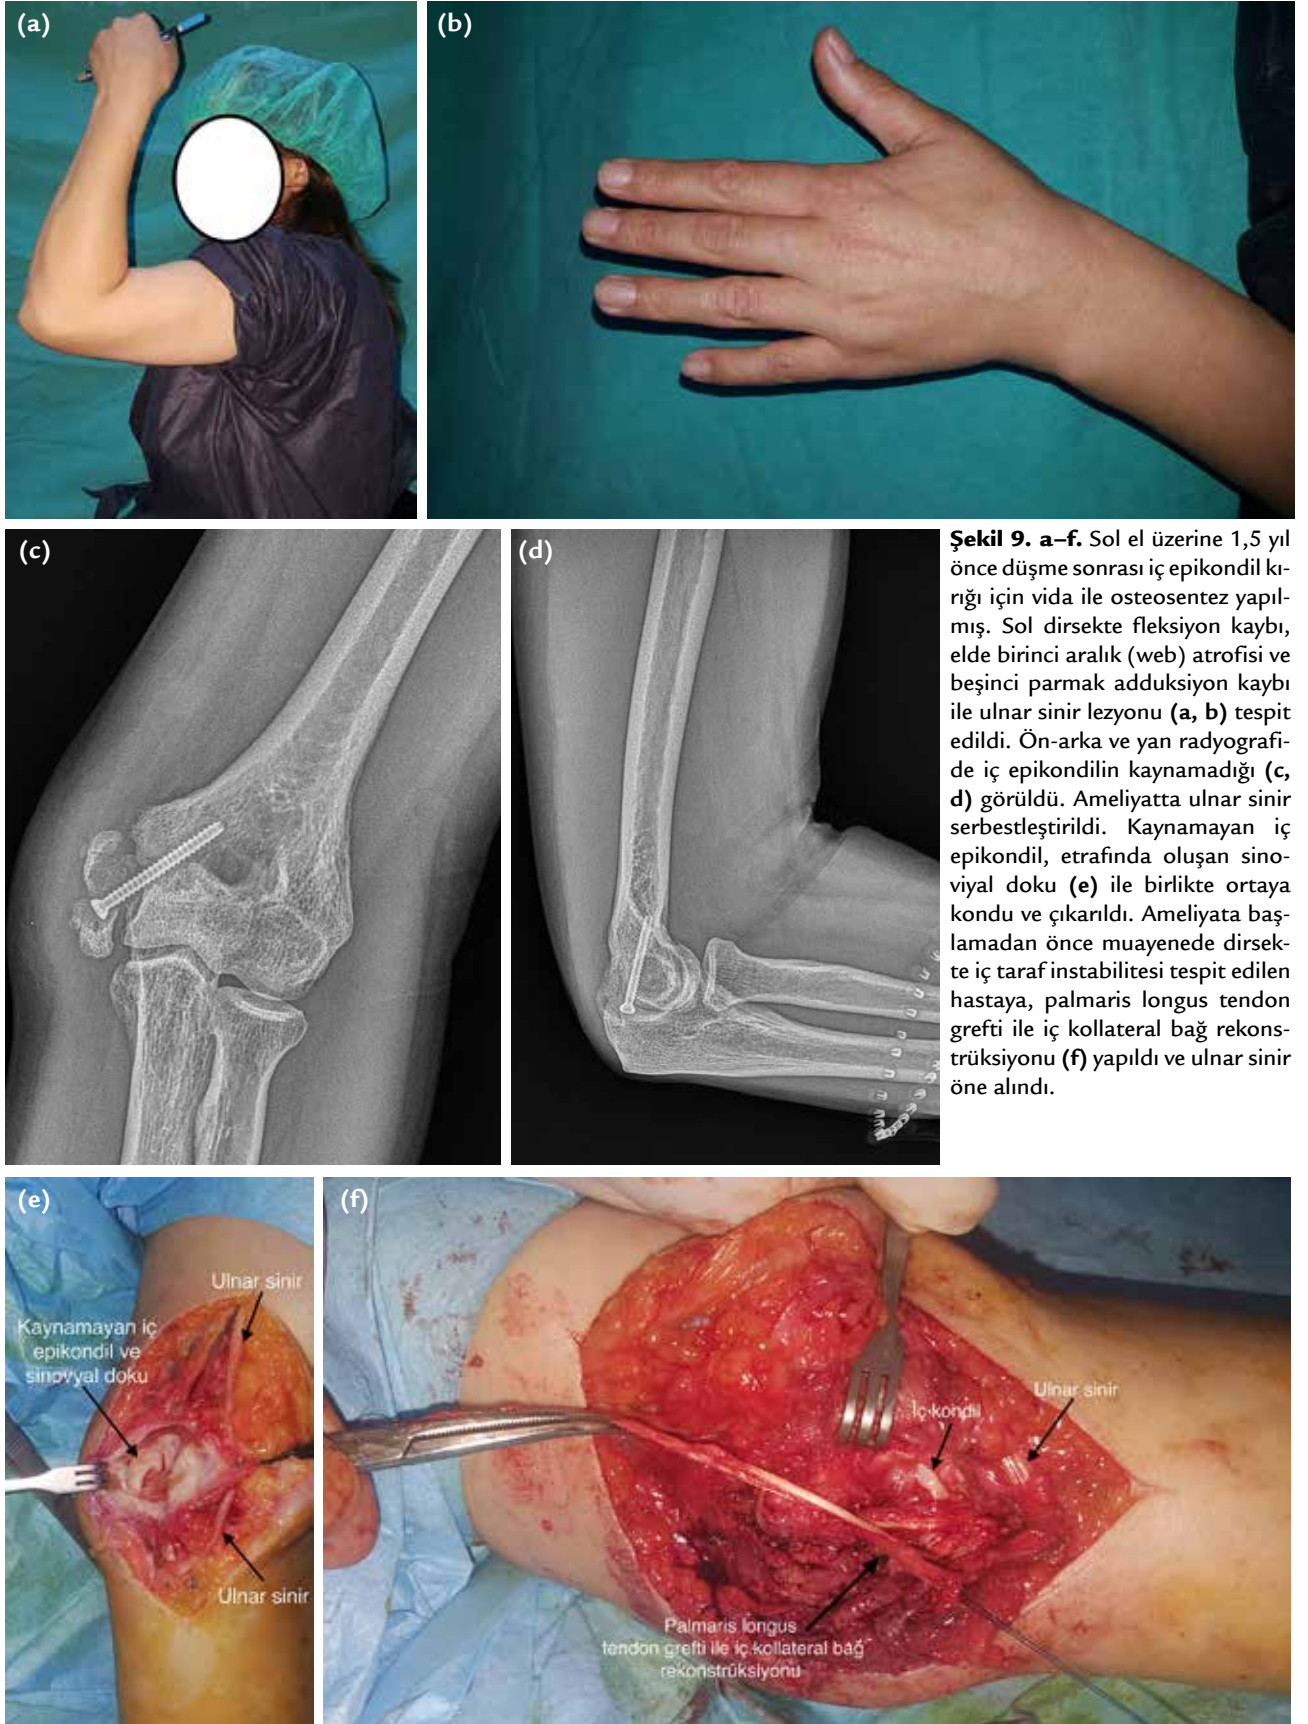 (a)
(b)
(c)
(d)
Şekil 9. a–f. Sol el üzerine 1,5 yıl
önce düşme sonrası iç epikondil kı-
rığı için vida ile osteosentez yapıl-
mış. Sol dirsekte fleksiyon kaybı,
elde birinci aralık (web) atrofisi ve
beşinci parmak adduksiyon kaybı
ile ulnar sinir lezyonu (a, b) tespit
edildi. Ön-arka ve yan radyografi-
de iç epikondilin kaynamadığı (c,
d) görüldü. Ameliyatta ulnar sinir
serbestleştirildi. Kaynamayan iç
epikondil, etrafında oluşan sino-
viyal doku (e) ile birlikte ortaya
kondu ve çıkarıldı. Ameliyata baş-
lamadan önce muayenede dirsek-
te iç taraf instabilitesi tespit edilen
hastaya, palmaris longus tendon
grefti ile iç kollateral bağ rekons-
trüksiyonu (f) yapıldı ve ulnar sinir
öne alındı.
(e)
Ulnar sinir
Kaynamayan iç
epikondil ve
sinovyal doku
Ulnar sinir
(f)
Ulnar sinir
İç kondil
Palmaris longus
tendon grefti ile iç kollateral bağ
rekonstrüksiyonu